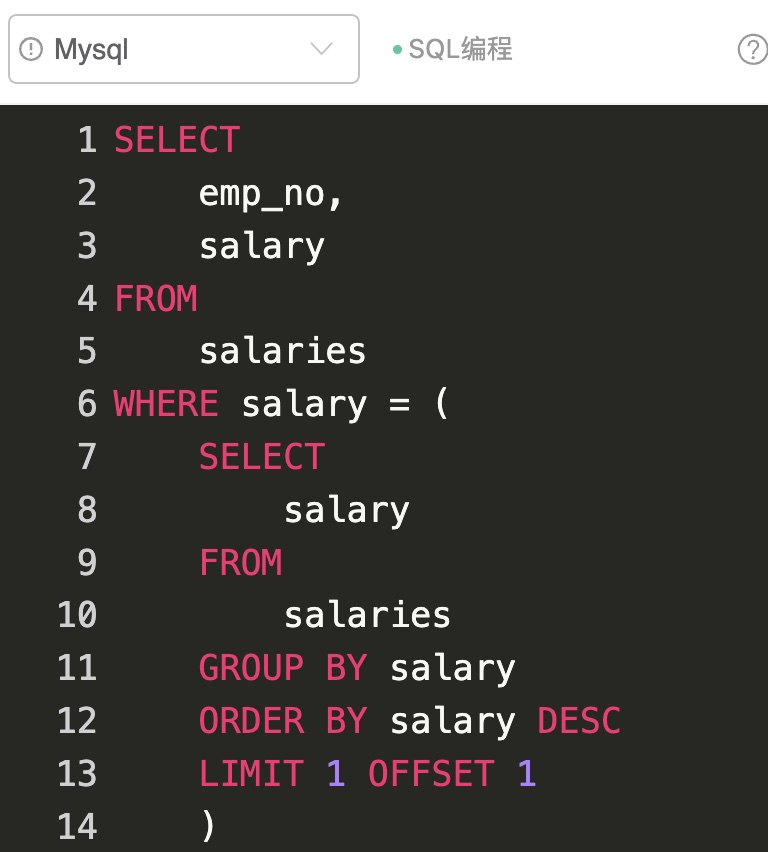 Mysql SQL编程
1 SELECT
2 emp_no,
3 salary
4 FROM
5 salaries
6 WHERE salary = (
7 SELECT
8 salary
9 FROM
10 salaries
11 GROUP BY salary
12 ORDER BY salary DESC
13 LIMIT 1 OFFSET 1
14 )